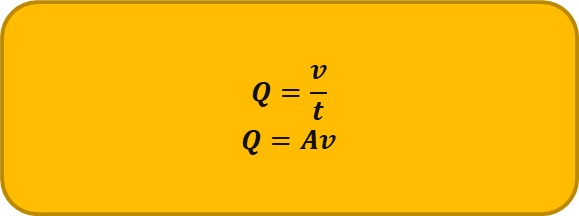 Q = v/t
Q = Av